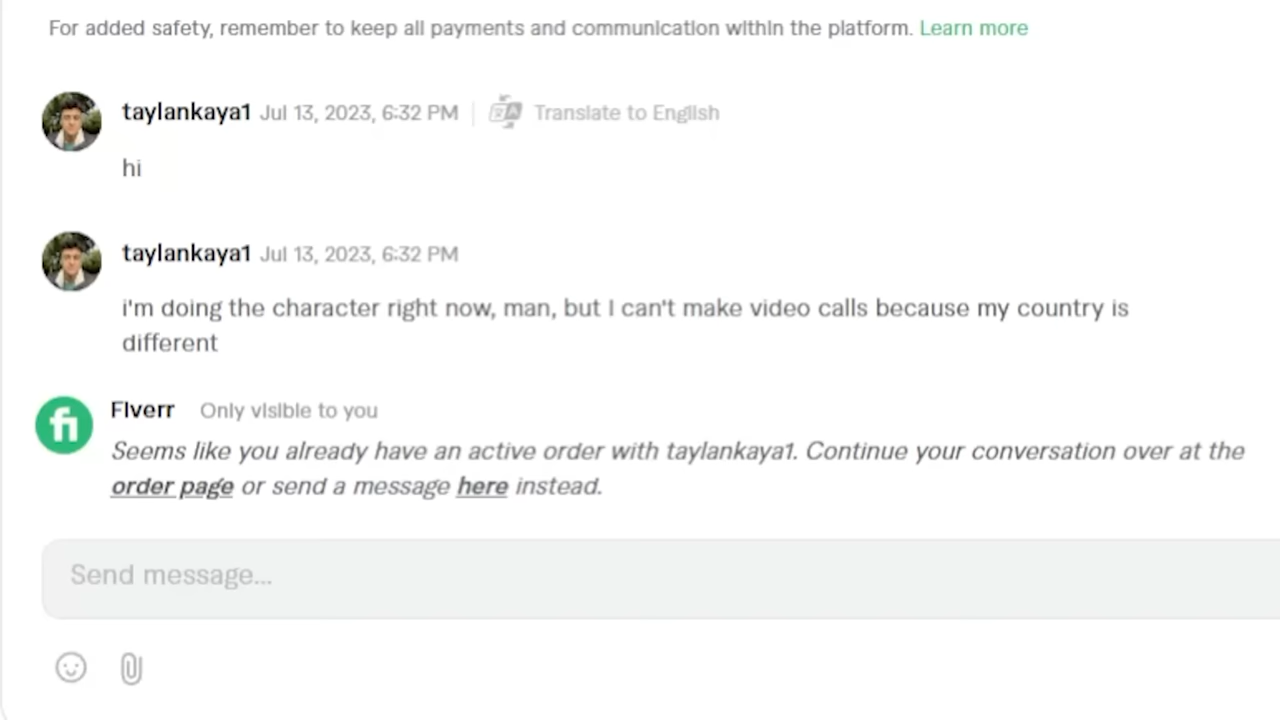 For added safety, remember to keep all payments and communication within the platform. Learn more
taylankaya1 Jul 13, 2023, 6:32 PM Translate to English
hi
taylankaya1 Jul 13, 2023, 6:32 PM
i'm doing the character right now, man, but I can't make video calls because my country is
different
Fiverr Only visible to you
Seems like you already have an active order with taylankaya1. Continue your conversation over at the
order page or send a message here instead.
Send message...